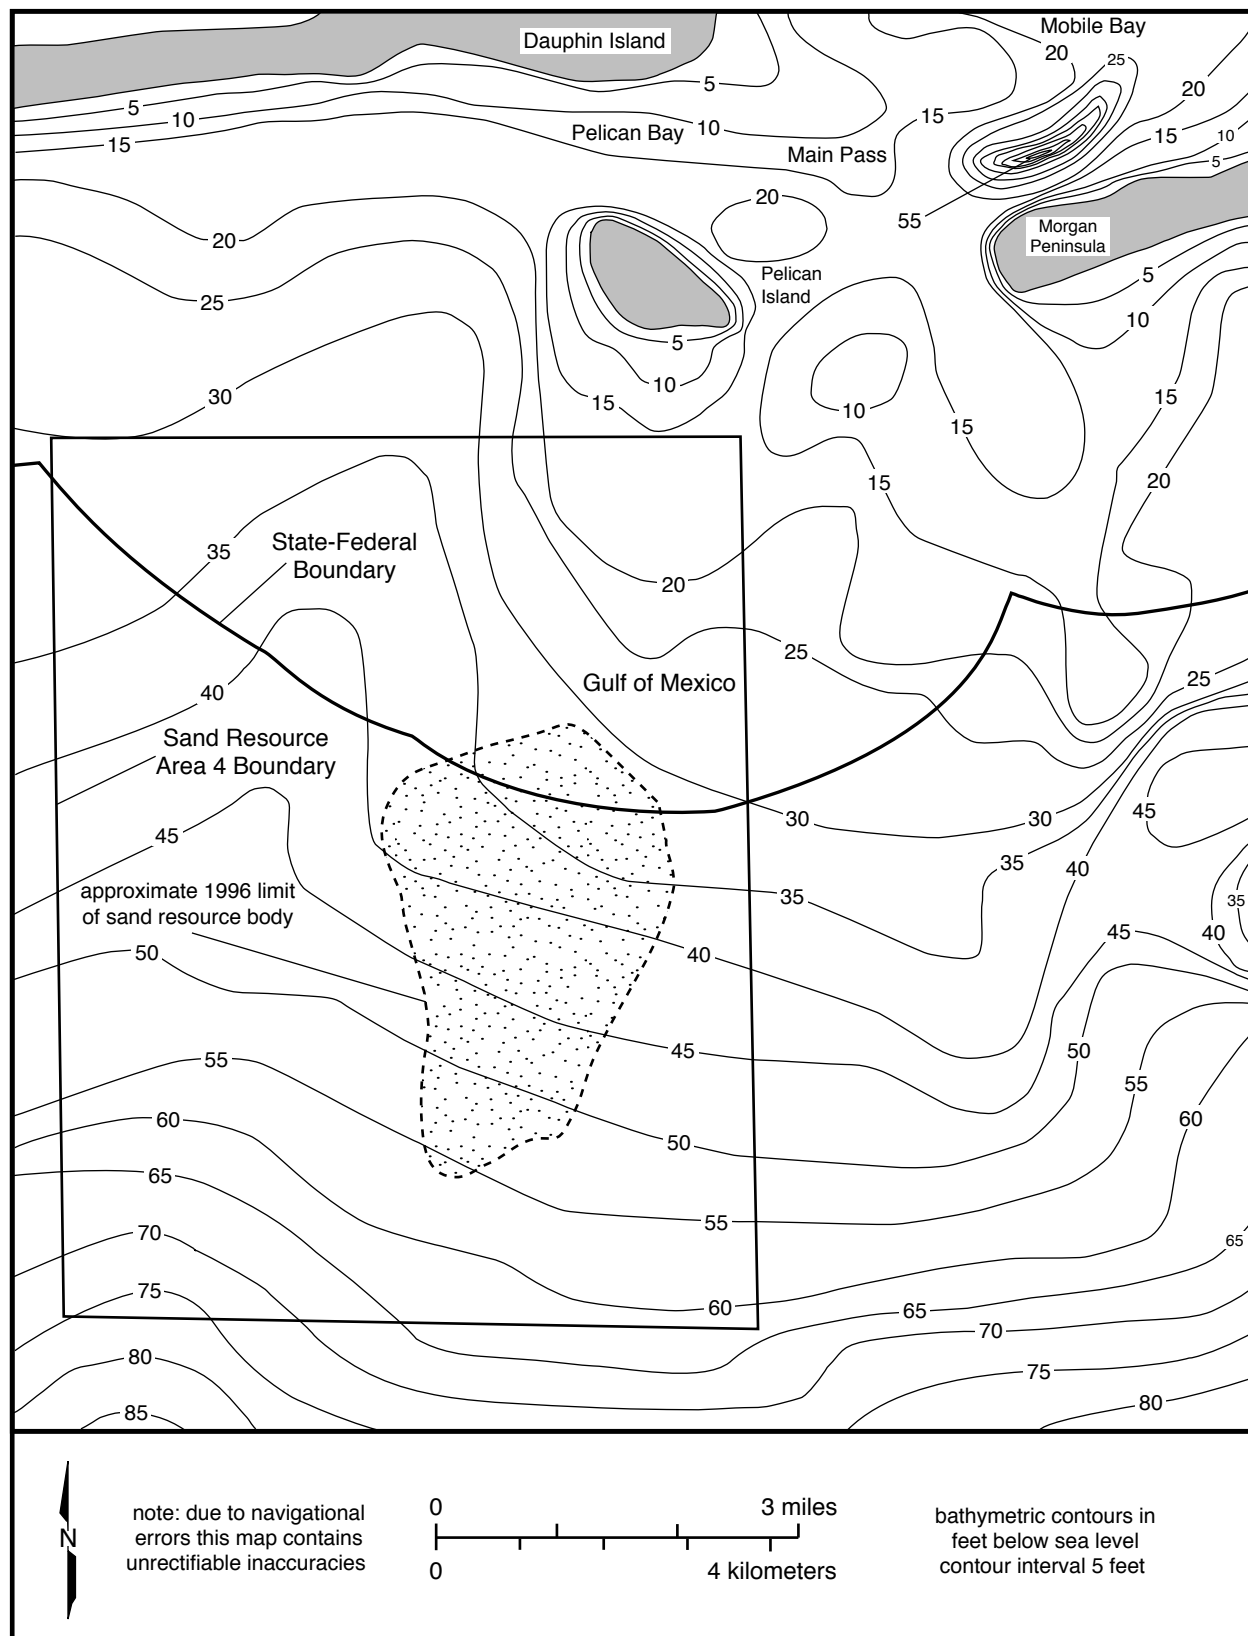 Mobile Bay
Dauphin Island
20
25
5
20
5
10
15
10
15
15
10
Pelican Bay
Main Pass
5
20
55
Morgan
Peninsula
20
25
Pelican
Island
5
10
5
30
10
15
10
15
15
15
20
35
State-Federal
Boundary
20
25
25
Gulf of Mexico
40
Sand Resource
Area 4 Boundary
30
30
45
45
35
40
approximate 1996 limit
of sand resource body
35
35
40
45
50
40
45
50
55
55
60
60
50
65
55
70
65
75
60
65
70
80
75
85
80
N
note: due to navigational
errors this map contains
unrectifiable inaccuracies
0 3 miles
0 4 kilometers
bathymetric contours in
feet below sea level
contour interval 5 feet